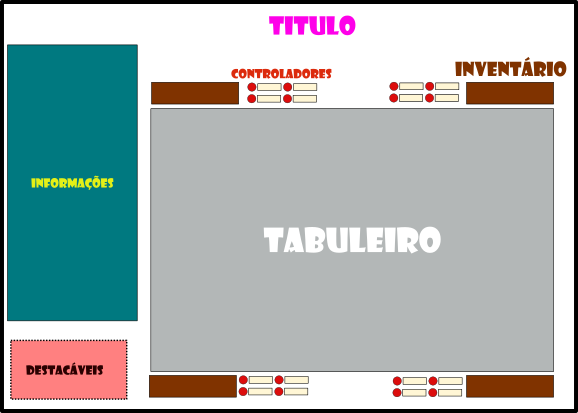 TITULO
CONTROLADORES
INVENTÁRIO
INFORMAÇÕES
TABULEIRO
DESTACÁVEIS